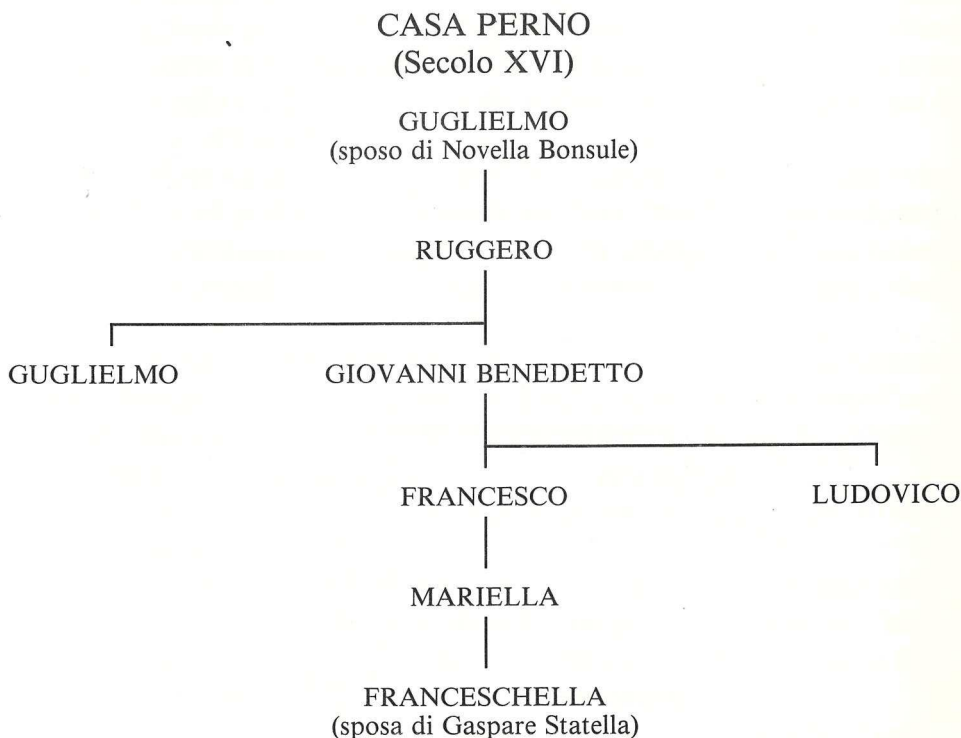 CASA PERNO
(Secolo XVI)
GUGLIELMO
(sposo di Novella Bonsule)
RUGGERO
GUGLIELMO
GIOVANNI BENEDETTO
FRANCESCO
LUDOVICO
MARIELLA
FRANCESCHELLA
(sposa di Gaspare Statella)